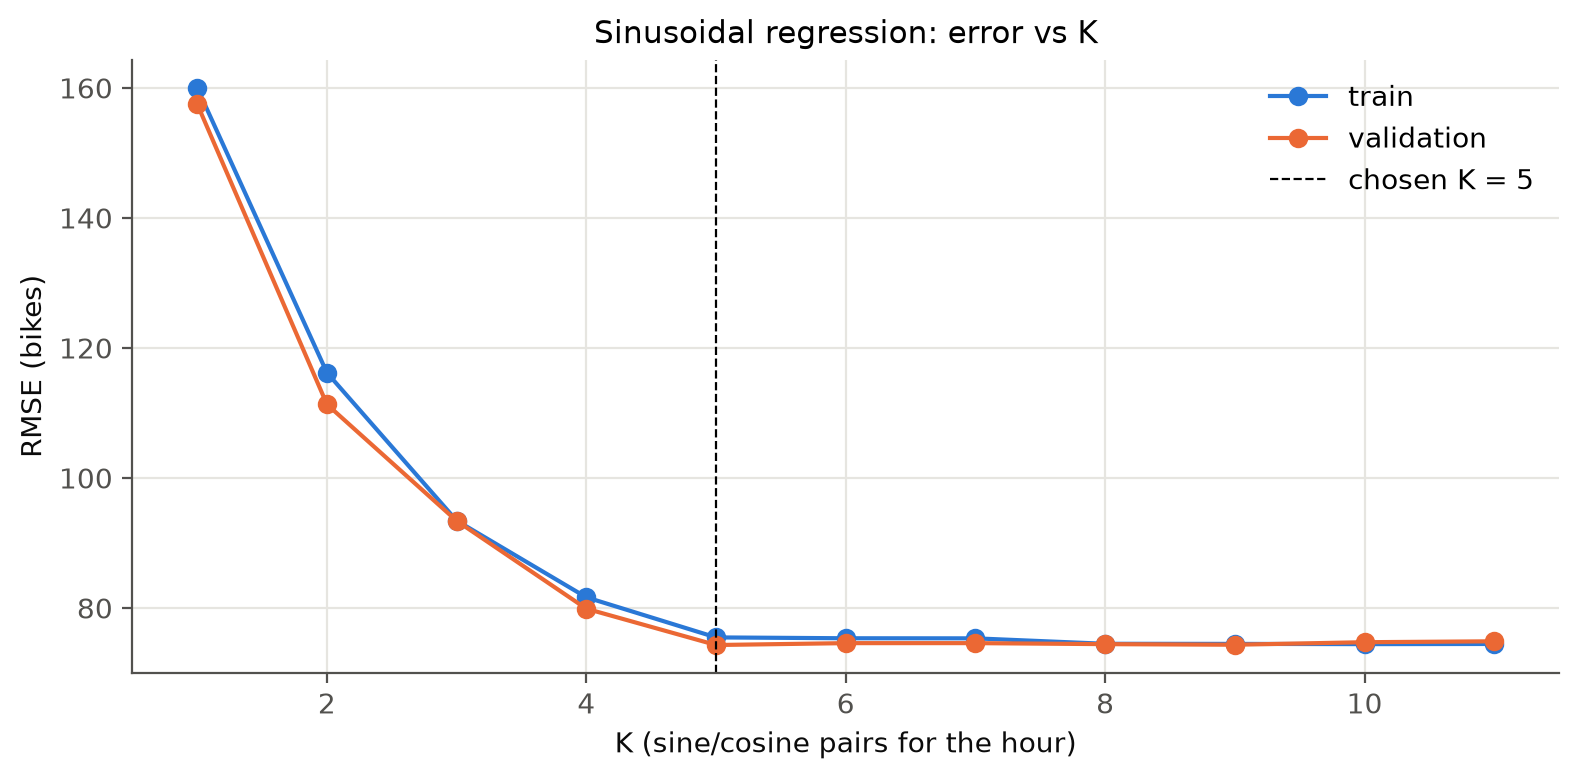 Sinusoidal regression: error vs K
160
140
120
100
80
RMSE (bikes)
train
validation
chosen K = 5
2
4
6
8
10
K (sine/cosine pairs for the hour)